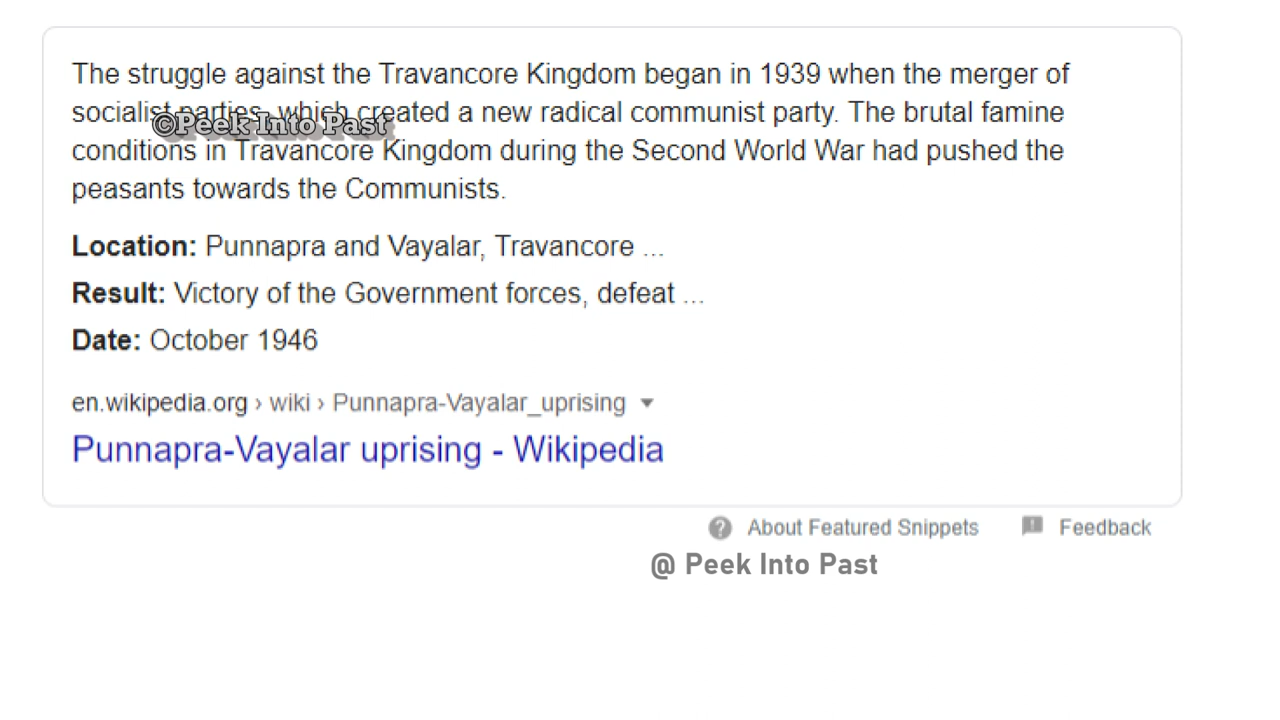 The struggle against the Travancore Kingdom began in 1939 when the merger of
socialist parties, which created a new radical communist party. The brutal famine
©Peek Into Past
conditions in Travancore Kingdom during the Second World War had pushed the
peasants towards the Communists.
Location: Punnapra and Vayalar, Travancore ...
Result: Victory of the Government forces, defeat ...
Date: October 1946
en.wikipedia.org › wiki › Punnapra-Vayalar_uprising
Punnapra-Vayalar uprising - Wikipedia
About Featured Snippets Feedback
@ Peek Into Past